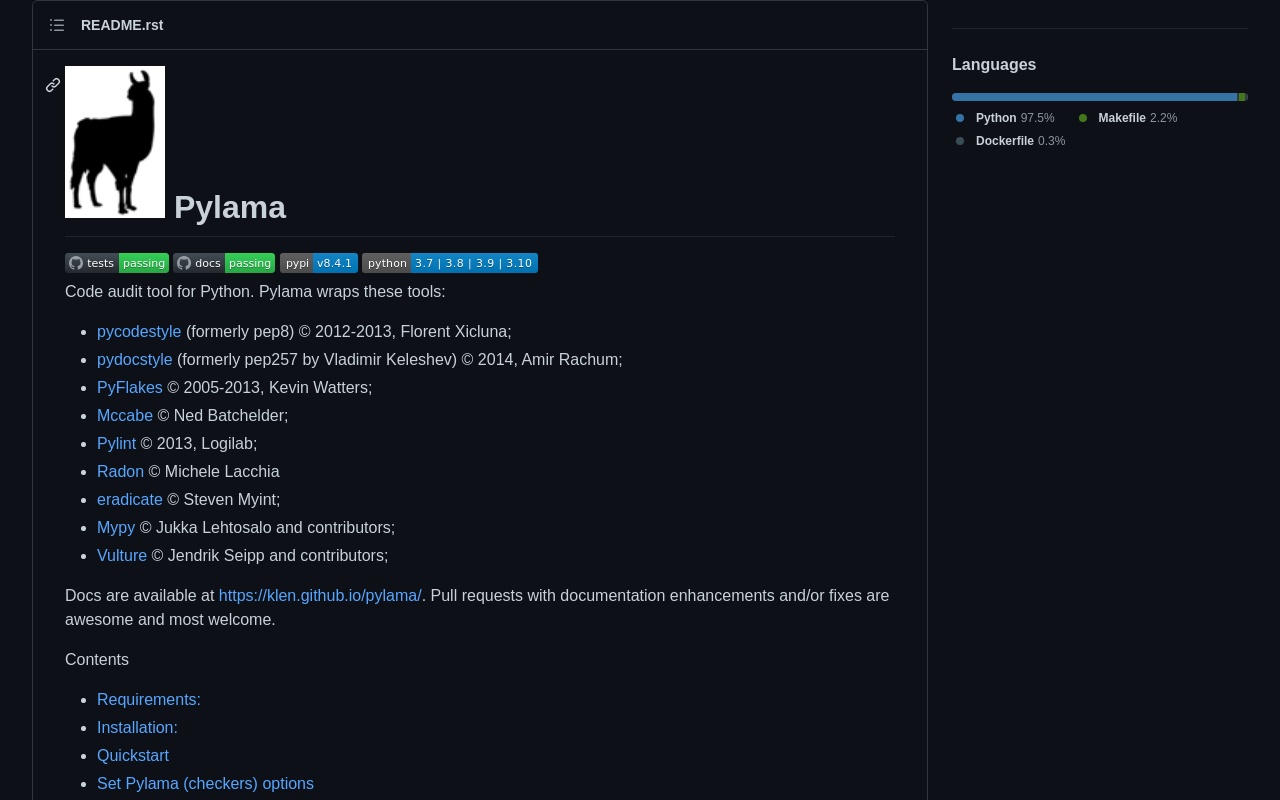 README.rst
Pylama
tests passing docs passing pypi v8.4.1 python 3.7 | 3.8 | 3.9 | 3.10
Code audit tool for Python. Pylama wraps these tools:
pycodestyle (formerly pep8) © 2012-2013, Florent Xicluna;
pydocstyle (formerly pep257 by Vladimir Keleshev) © 2014, Amir Rachum;
PyFlakes © 2005-2013, Kevin Watters;
Mccabe © Ned Batchelder;
Pylint © 2013, Logilab;
Radon © Michele Lacchia
eradicate © Steven Myint;
Mypy © Jukka Lehtosalo and contributors;
Vulture © Jendrik Seipp and contributors;
Docs are available at https://klen.github.io/pylama/. Pull requests with documentation enhancements and/or fixes are
awesome and most welcome.
Contents
Requirements:
Installation:
Quickstart
Set Pylama (checkers) options
Languages
Python 97.5% Makefile 2.2%
Dockerfile 0.3%